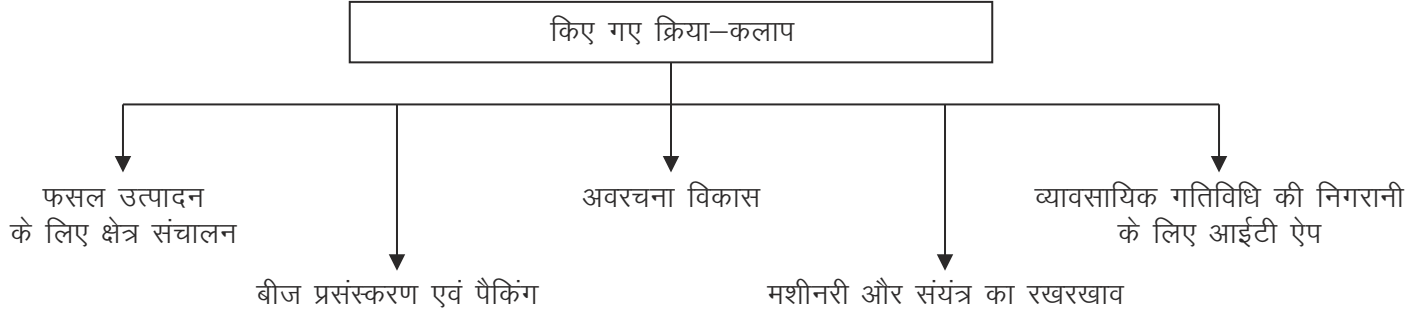 किए गए क्रिया–कलाप
फसल उत्पादन
के लिए क्षेत्र संचालन
अवरचना विकास
व्यावसायिक गतिविधि की निगरानी
के लिए आईटी ऐप
बीज प्रसंस्करण एवं पैकिंग
मशीनरी और संयंत्र का रखरखाव